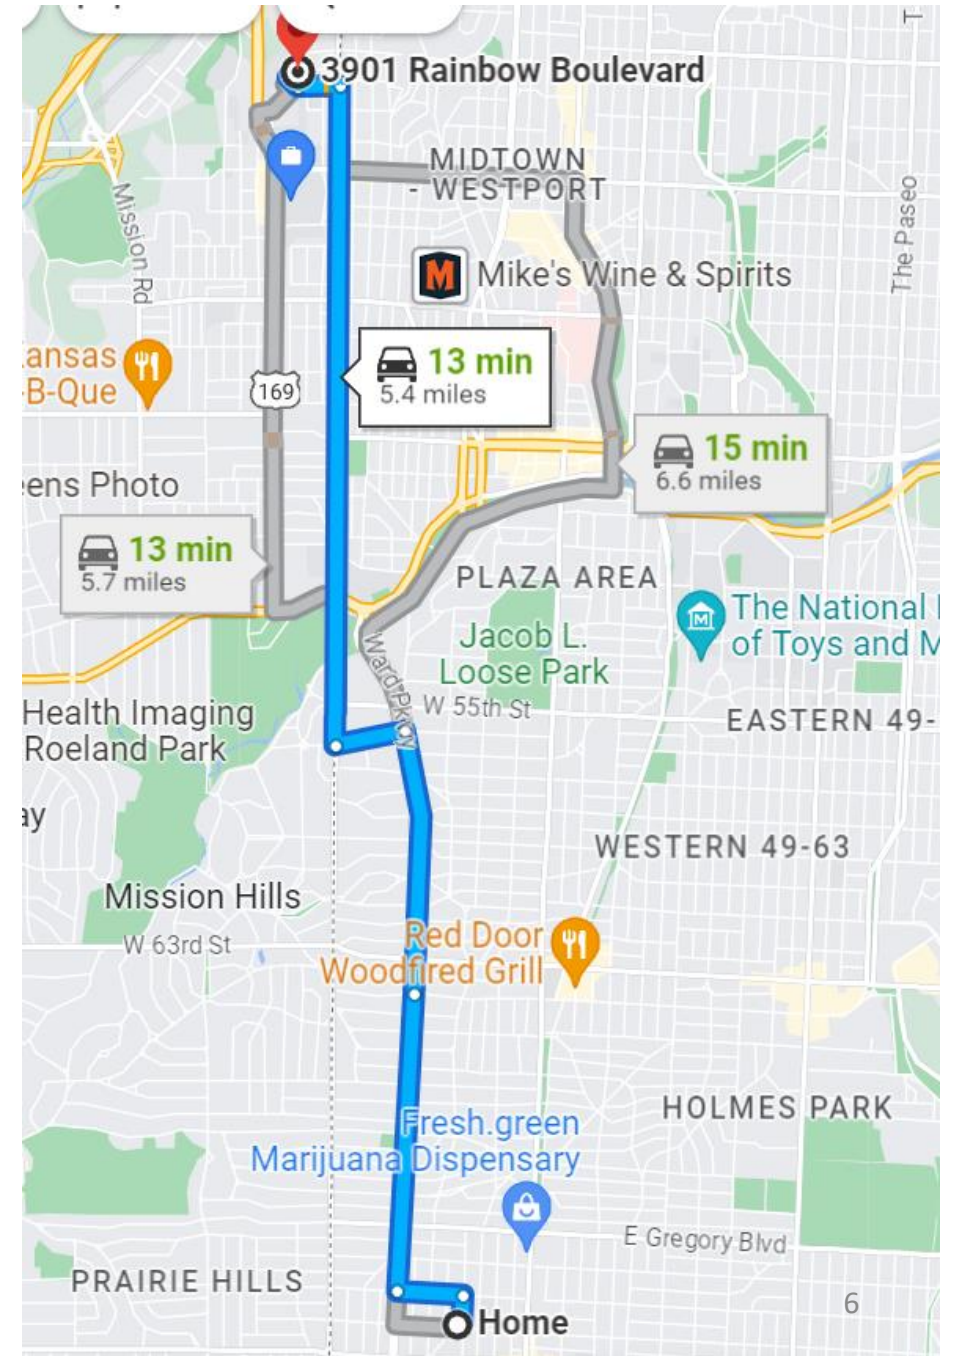 3901 Rainbow Boulevard
MIDTOWN
- WESTPORT
Mission Rd
The Paseo
M
Mike's Wine & Spirits
ansas
-B-Que
169
13 min
5.4 miles
15 min
6.6 miles
eens Photo
13 min
5.7 miles
PLAZA AREA
The National
of Toys and M
Jacob L.
Loose Park
Ward Pkwy
W 55th St
Health Imaging
Roeland Park
EASTERN 49-
ay
WESTERN 49-63
Mission Hills
W 63rd St
Red Door
Woodfired Grill
HOLMES PARK
Fresh.green
Marijuana Dispensary
E Gregory Blvd
PRAIRIE HILLS
6
Home